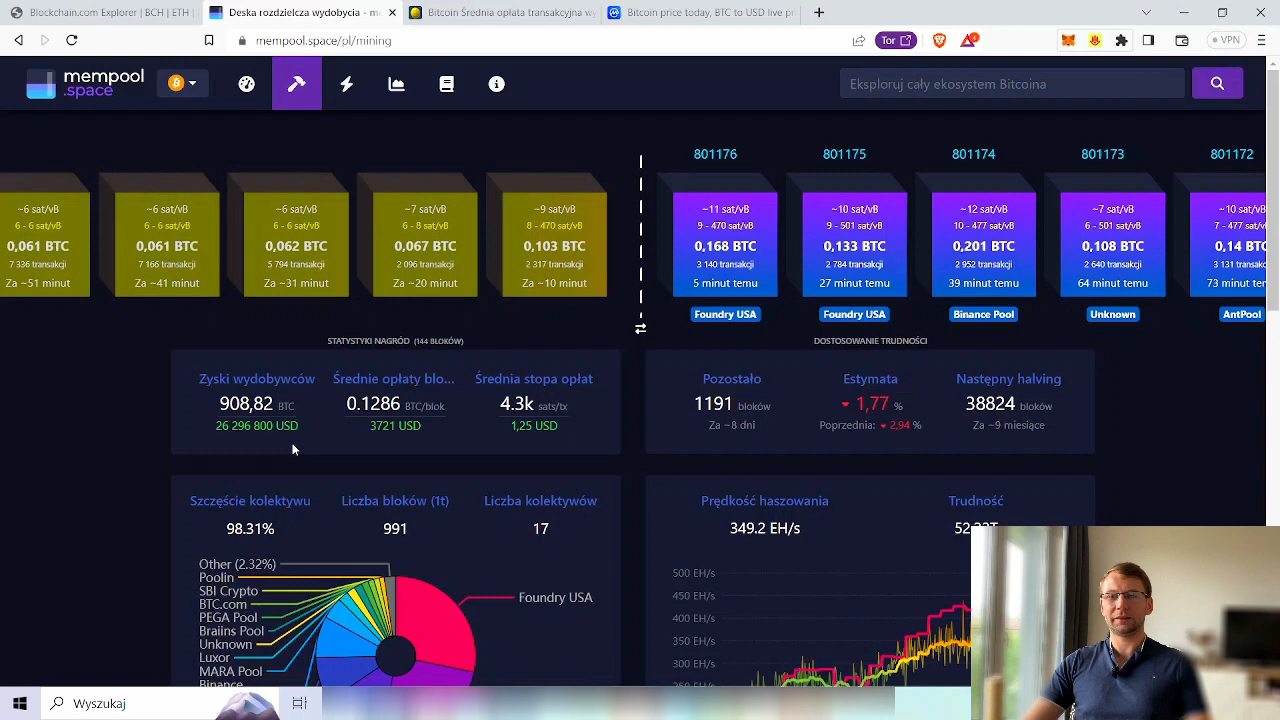 Blockchain.com Explorer | BCH | ETH |
Deska rozdzielcza wydobycia - me
Bitcoin Średnia opłata transakcyjna wy
Bitcoin price today, BTC to USD live pri
mempool.space/pl/mining
Tor
4
VPN
mempool
.space
Eksploruj cały ekosystem Bitcoina
801176
801175
801174
801173
801172
~6 sat/vB
6 - 6 sat/vB
0,061 BTC
7 336 transakcji
Za ~51 minut
~6 sat/vB
6 - 6 sat/vB
0,061 BTC
7 166 transakcji
Za ~41 minut
~6 sat/vB
6 - 6 sat/vB
0,062 BTC
5 794 transakcji
Za ~31 minut
~7 sat/vB
6 - 8 sat/vB
0,067 BTC
2 096 transakcji
Za ~20 minut
~9 sat/vB
8 - 470 sat/vB
0,103 BTC
2 317 transakcji
Za ~10 minut
~11 sat/vB
9 - 470 sat/vB
0,168 BTC
3 140 transakcji
5 minut temu
Foundry USA
~10 sat/vB
9 - 501 sat/vB
0,133 BTC
2 784 transakcji
27 minut temu
Foundry USA
~12 sat/vB
10 - 477 sat/vB
0,201 BTC
2 952 transakcji
39 minut temu
Binance Pool
~7 sat/vB
6 - 501 sat/vB
0,108 BTC
2 640 transakcji
64 minut temu
Unknown
~10 sat/vB
7 - 477 sat/vB
0,14 BTC
3 131 transakcji
73 minut temu
AntPool
STATYSTYKI NAGRÓD (144 BLOKÓW)
Zyski wydobywców
908,82 BTC
26 296 800 USD
Średnie opłaty blo...
0.1286 BTC/blok
3721 USD
Średnia stopa opłat
4.3k sats/tx
1,25 USD
DOSTOSOWANIE TRUDNOŚCI
Pozostało
1191 bloków
Za ~8 dni
Estymata
1,77 %
Poprzednia: 2,94 %
Następny halving
38824 bloków
Za ~9 miesiące
Szczęście kolektywu
98.31%
Liczba bloków (1t)
991
Liczba kolektywów
17
Other (2.32%)
Poolin
SBI Crypto
BTC.com
PEGA Pool
Braiins Pool
Unknown
Luxor
MARA Pool
Binance
Foundry USA
Prędkość haszowania
349.2 EH/s
Trudność
500 EH/s
450 EH/s
400 EH/s
350 EH/s
300 EH/s
250 EH/s
Wyszukaj